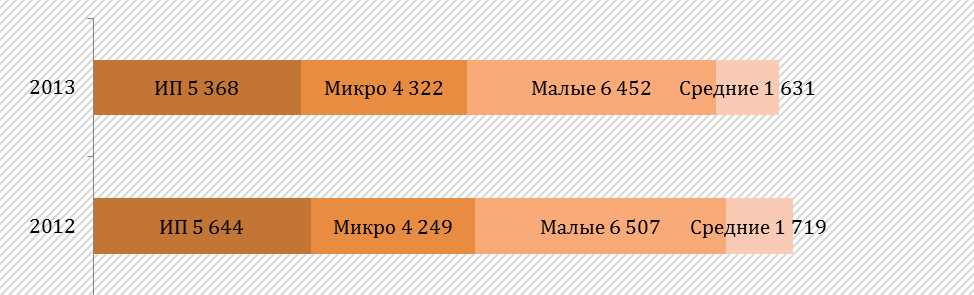 2013 ИП 5 368 Микро 4 322 Малые 6 452 Средние 1 631
2012 ИП 5 644 Микро 4 249 Малые 6 507 Средние 1 719